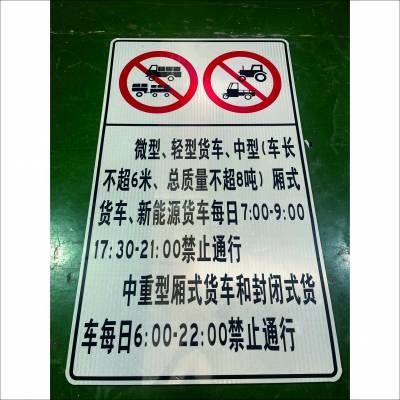 微型、轻型货车、中型(车长
不超6米、总质量不超8吨)厢式
货车、新能源货车每日7:00-9:00
17:30-21:00禁止通行
中重型厢式货车和封闭式货
车每日6:00-22:00禁止通行